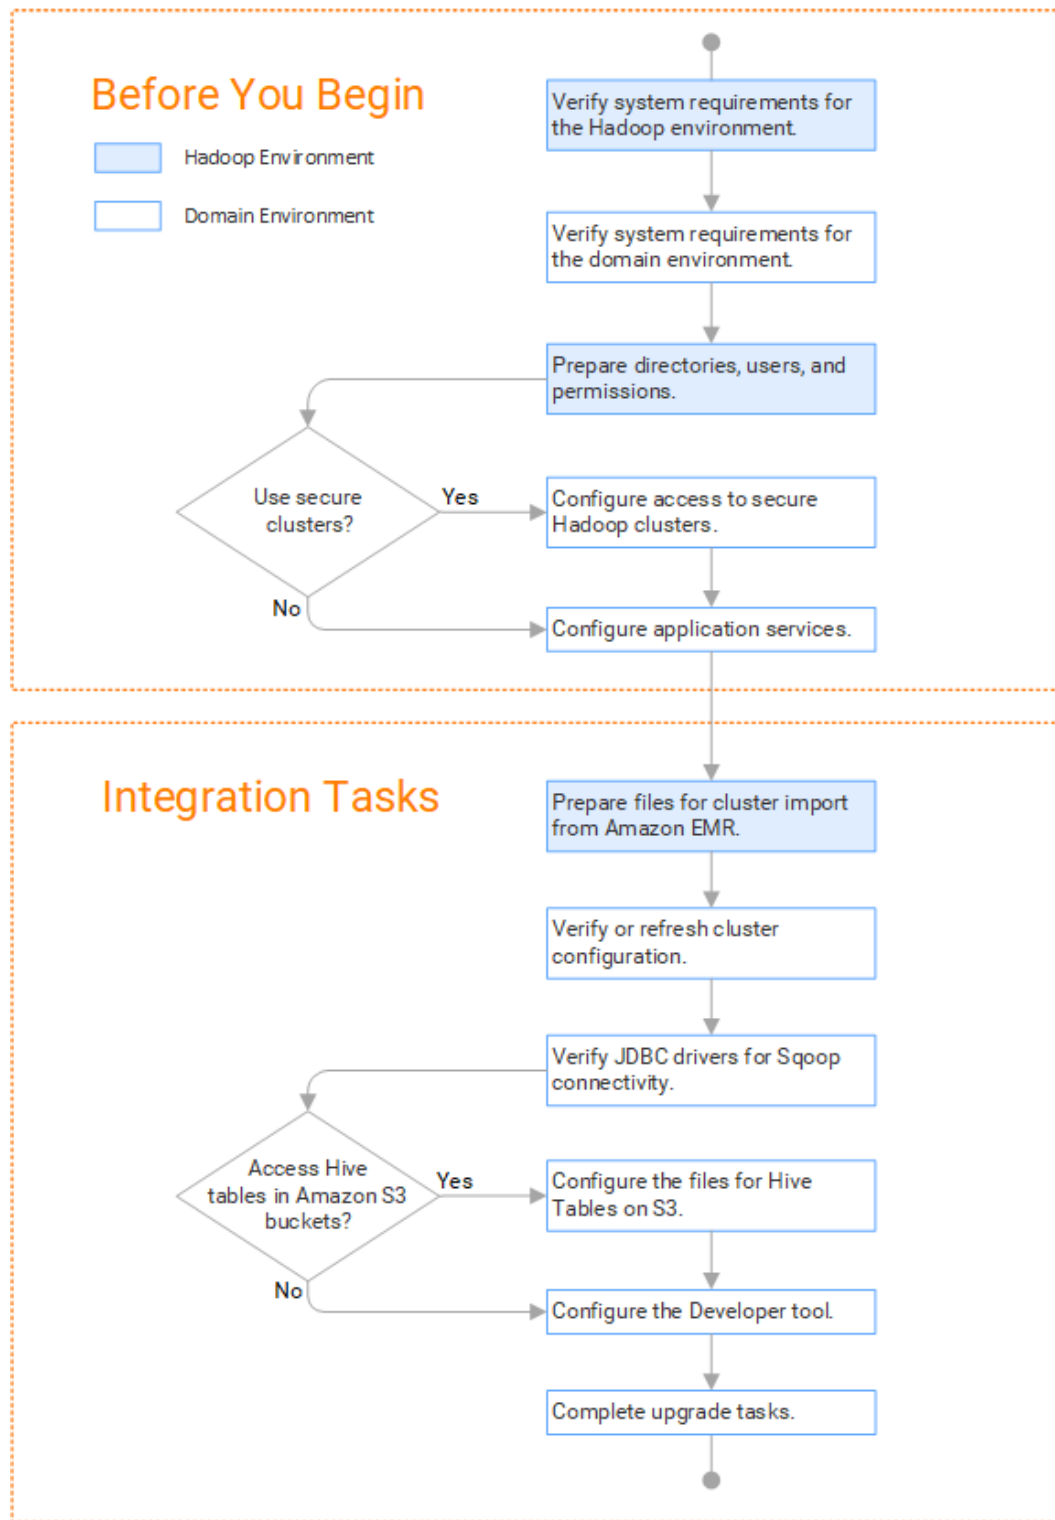 Before You Begin
Hadoop Environment
Domain Environment
Verify system requirements for
the Hadoop environment.
Verify system requirements for
the domain environment.
Prepare directories, users, and
permissions.
Use secure
clusters?
Yes
Configure access to secure
Hadoop clusters.
No
Configure application services.
Integration Tasks
Prepare files for cluster import
from Amazon EMR.
Verify or refresh cluster
configuration.
Verify JDBC drivers for Sqoop
connectivity.
Access Hive
tables in Amazon S3
buckets?
Yes
Configure the files for Hive
Tables on S3.
No
Configure the Developer tool.
Complete upgrade tasks.